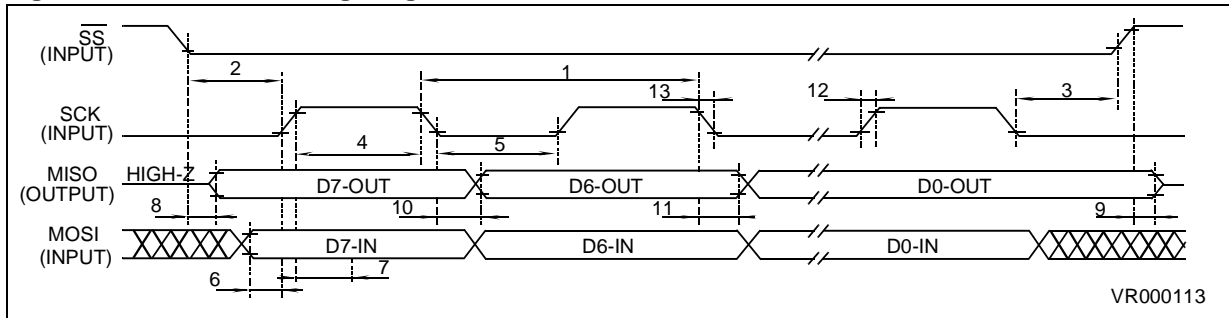 SS
(INPUT)
2
1
13
12
3
SCK
(INPUT)
4
5
MISO
(OUTPUT)
HIGH-Z
D7-OUT
D6-OUT
D0-OUT
8
10
11
9
MOSI
(INPUT)
D7-IN
D6-IN
D0-IN
7
6
VR000113